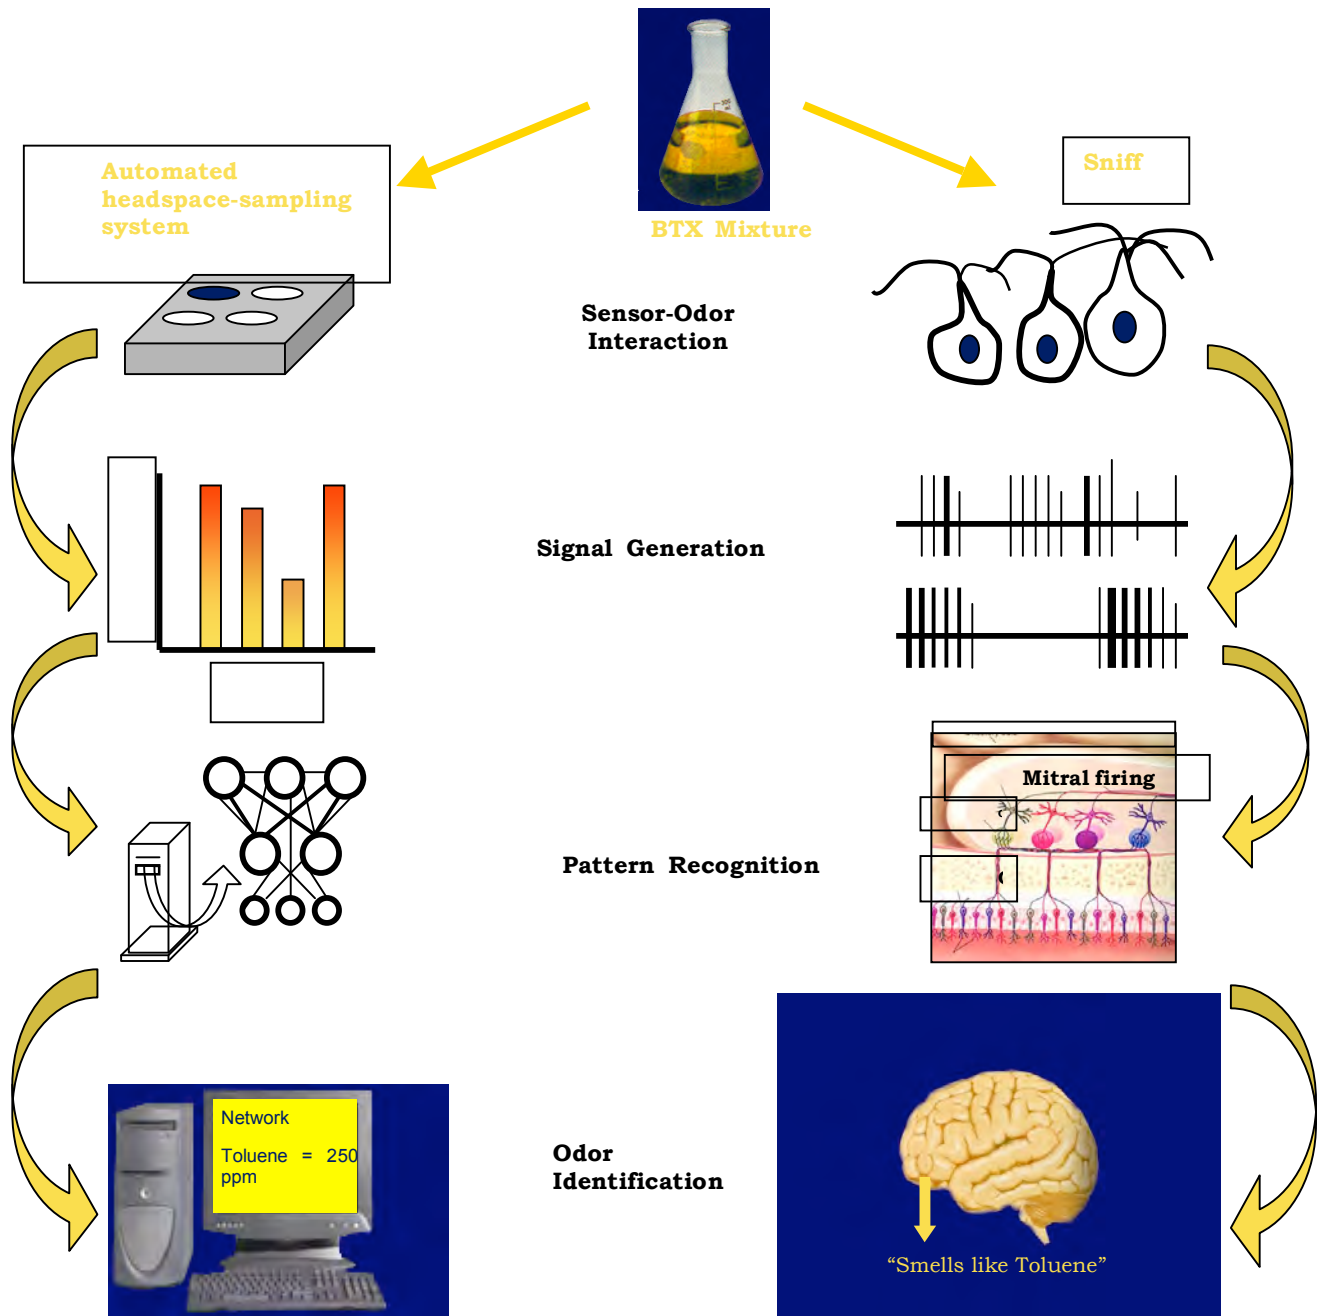 Automated
headspace-sampling
system
BTX Mixture
Sniff
Sensor-Odor
Interaction
Signal Generation
Mitral firing
Pattern Recognition
Network
Toluene = 250
ppm
Odor
Identification
“Smells like Toluene”